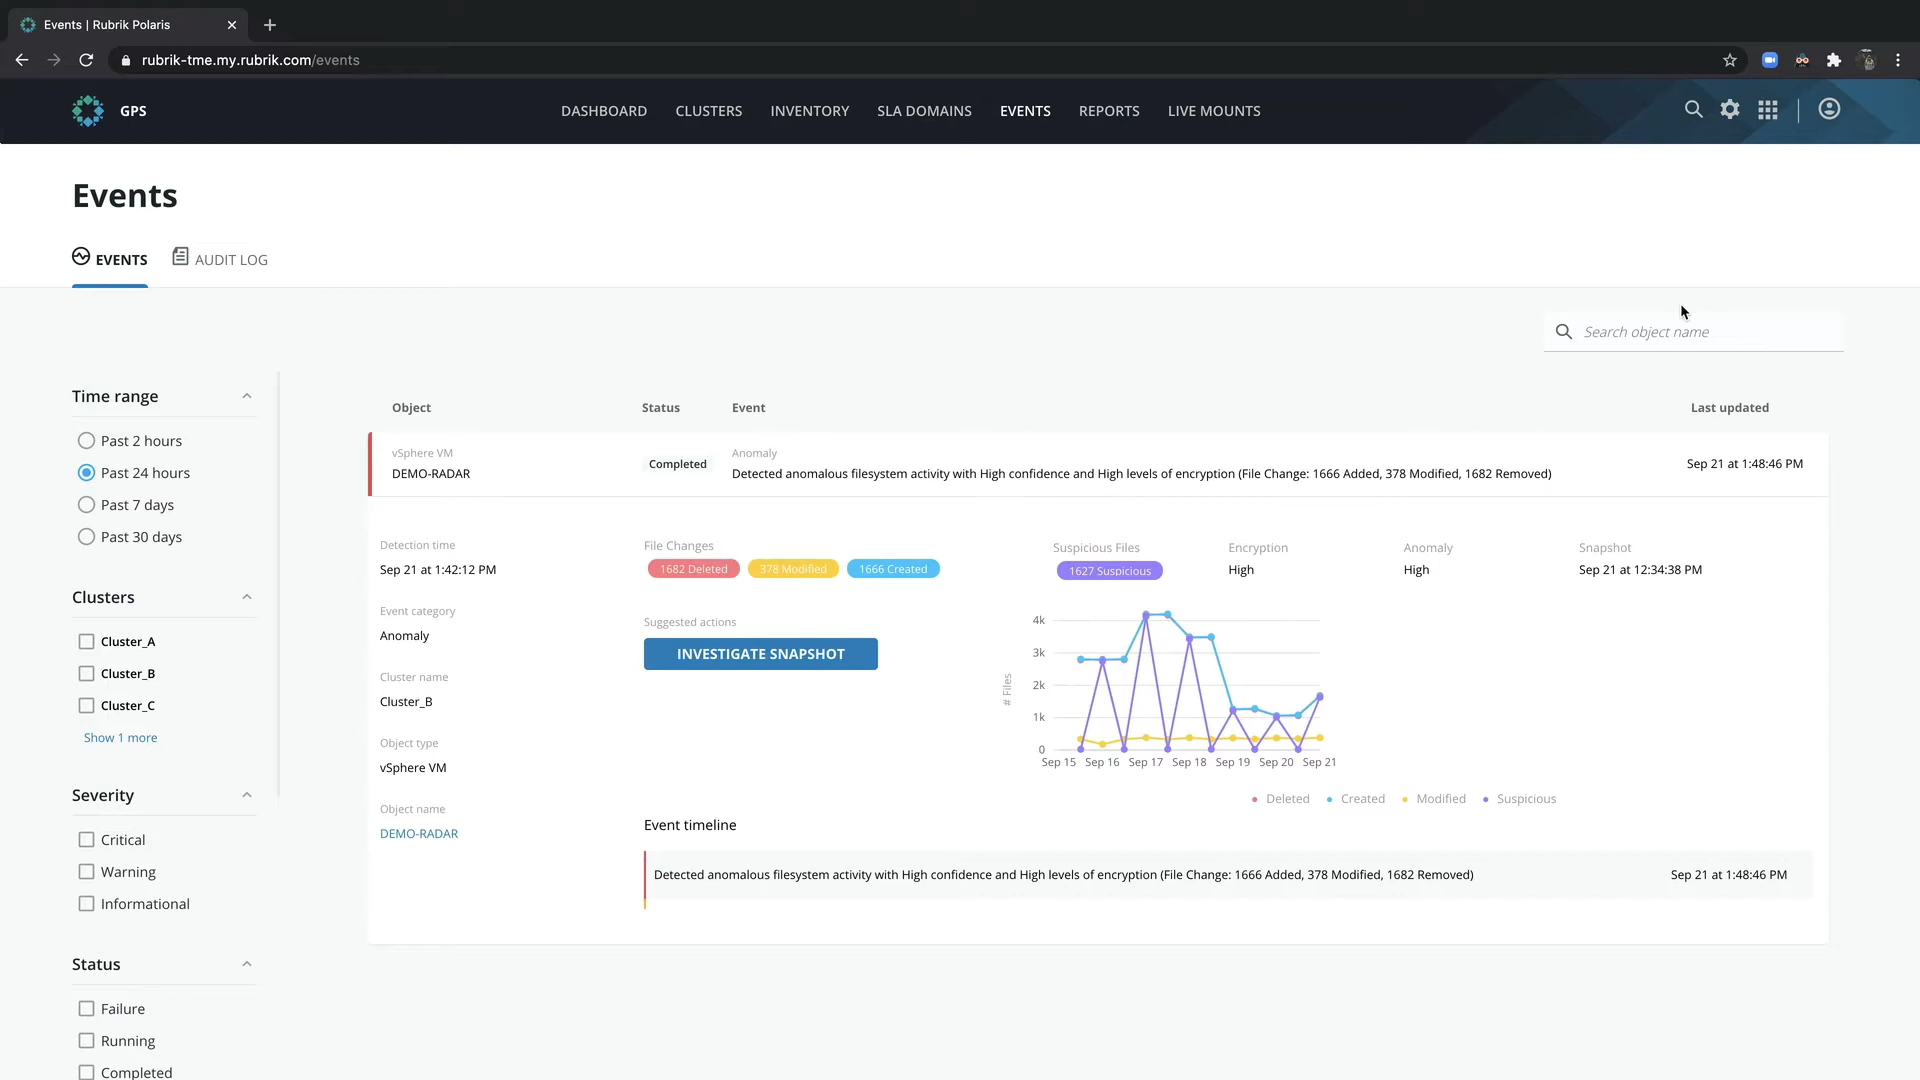 Events | Rubrik Polaris
rubrik-tme.my.rubrik.com/events
GPS
DASHBOARD CLUSTERS INVENTORY SLA DOMAINS EVENTS REPORTS LIVE MOUNTS
Events
EVENTS AUDIT LOG
Search object name
Time range
Past 2 hours
Past 24 hours
Past 7 days
Past 30 days
Clusters
Cluster_A
Cluster_B
Cluster_C
Show 1 more
Severity
Critical
Warning
Informational
Status
Failure
Running
Completed
Object Status Event Last updated
vSphere VM
DEMO-RADAR
Completed
Anomaly
Detected anomalous filesystem activity with High confidence and High levels of encryption (File Change: 1666 Added, 378 Modified, 1682 Removed)
Sep 21 at 1:48:46 PM
Detection time
Sep 21 at 1:42:12 PM
Event category
Anomaly
Cluster name
Cluster_B
Object type
vSphere VM
Object name
DEMO-RADAR
File Changes
1682 Deleted 378 Modified 1666 Created
Suggested actions
INVESTIGATE SNAPSHOT
Suspicious Files
1627 Suspicious
Encryption
High
Anomaly
High
Snapshot
Sep 21 at 12:34:38 PM
# Files
4k
3k
2k
1k
0
Sep 15 Sep 16 Sep 17 Sep 18 Sep 19 Sep 20 Sep 21
Deleted Created Modified Suspicious
Event timeline
Detected anomalous filesystem activity with High confidence and High levels of encryption (File Change: 1666 Added, 378 Modified, 1682 Removed)
Sep 21 at 1:48:46 PM